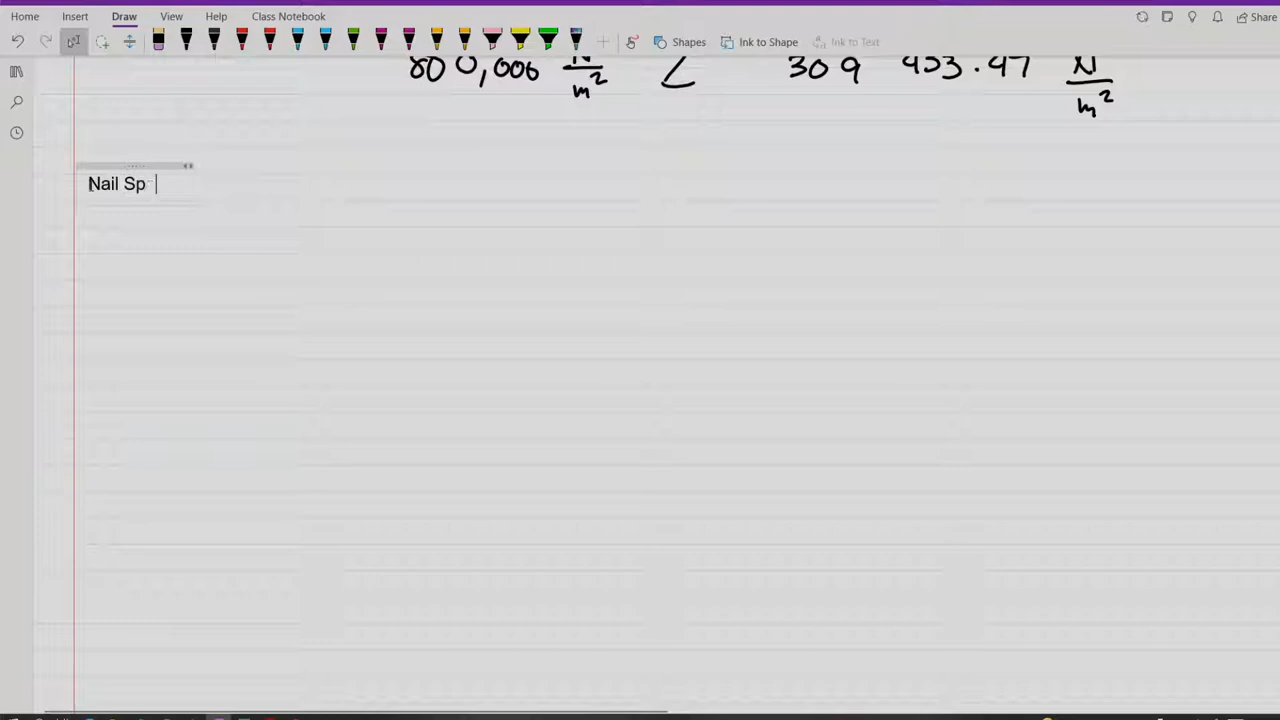 Home Insert Draw View Help Class Notebook Share
Shapes Ink to Shape Ink to Text
800,000 N/m² < 309 453.47 N/m²
Nail Sp